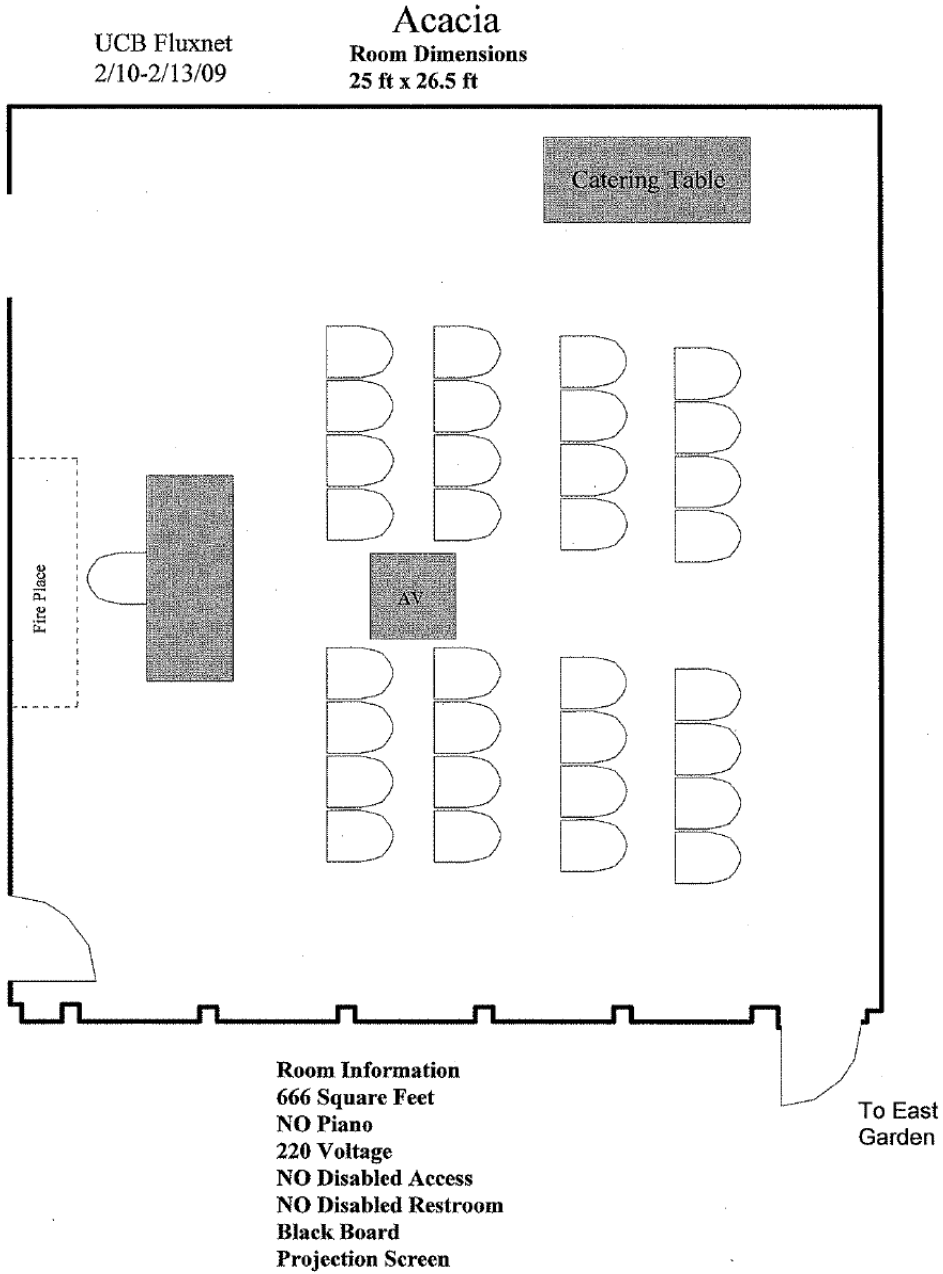 Acacia
UCB Fluxnet
2/10-2/13/09
Room Dimensions
25 ft x 26.5 ft
Catering Table
Fire Place
AV
Room Information
666 Square Feet
NO Piano
220 Voltage
NO Disabled Access
NO Disabled Restroom
Black Board
Projection Screen
To East
Garden